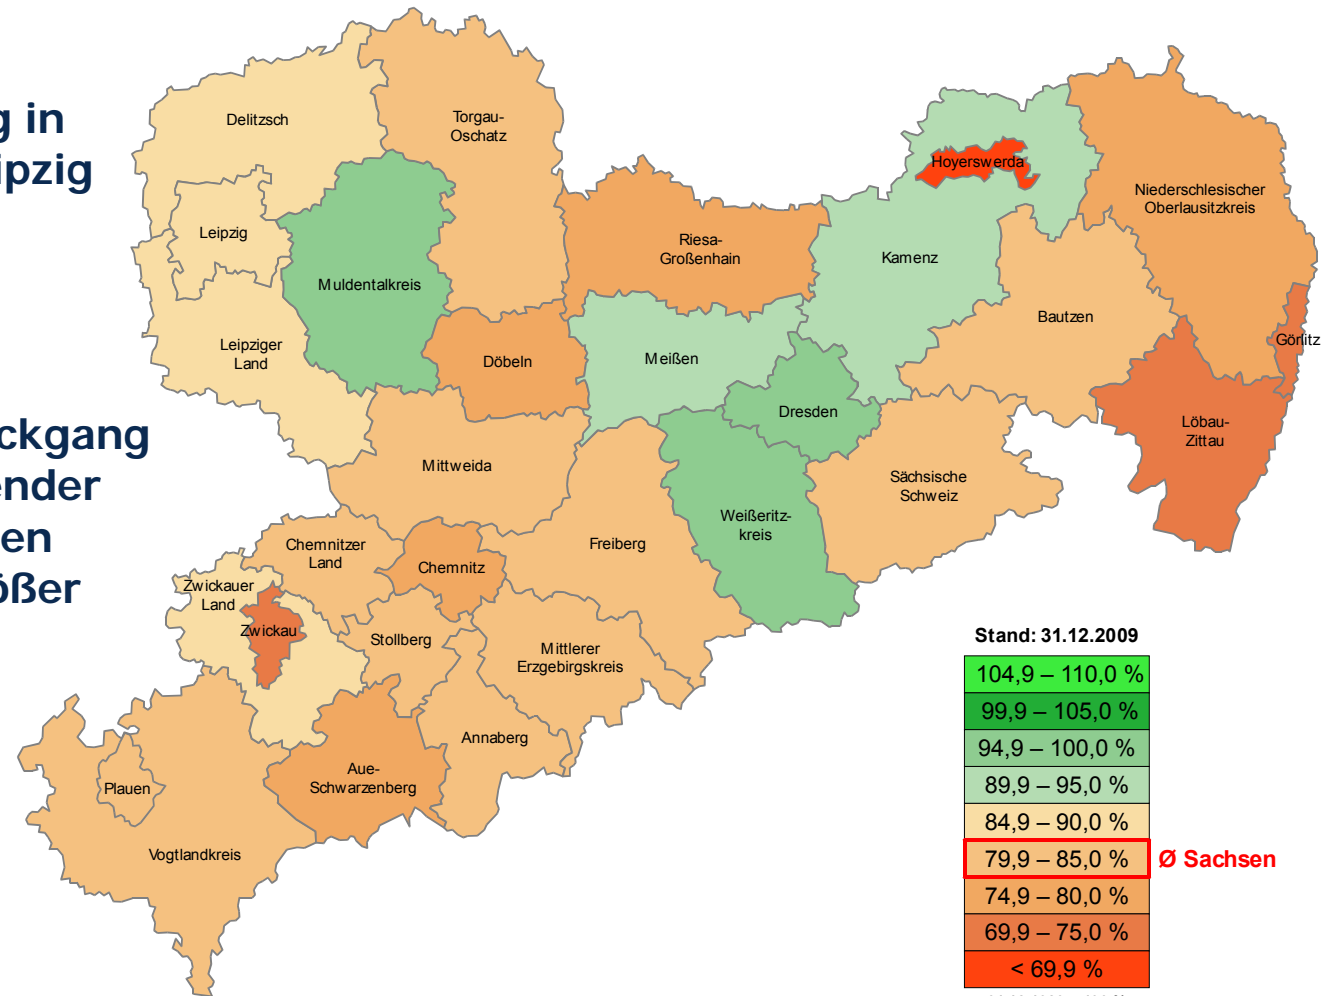 g in
ipzig
ckgang
ender
en
ößer
Delitzsch
Torgau-
Oschatz
Leipzig
Muldentalkreis
Leipziger
Land
Döbeln
Riesa-
Großenhain
Meißen
Dresden
Kamenz
Hoyerswerda
Niederschlesischer
Oberlausitzkreis
Bautzen
Görlitz
Löbau-
Zittau
Sächsische
Schweiz
Weißeritz-
kreis
Mittweida
Freiberg
Chemnitzer
Land
Chemnitz
Zwickauer
Land
Zwickau
Stollberg
Mittlerer
Erzgebirgskreis
Annaberg
Aue-
Schwarzenberg
Plauen
Vogtlandkreis
Stand: 31.12.2009
104,9 – 110,0 %
99,9 – 105,0 %
94,9 – 100,0 %
89,9 – 95,0 %
84,9 – 90,0 %
79,9 – 85,0 % Ø Sachsen
74,9 – 80,0 %
69,9 – 75,0 %
< 69,9 %